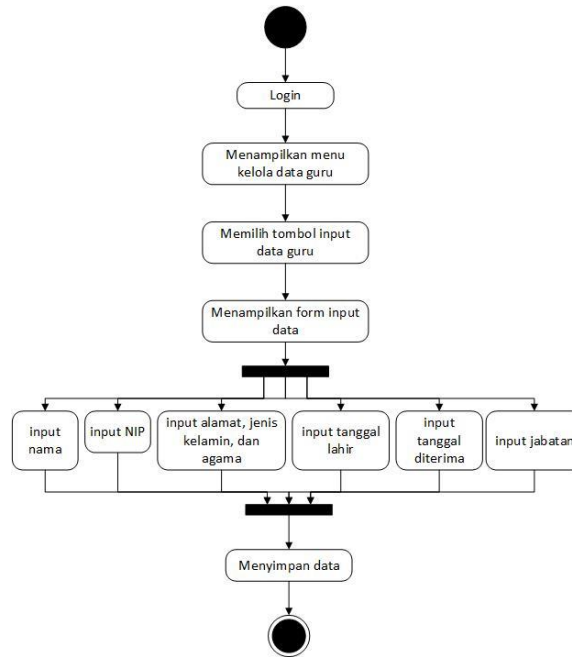 Login
Menampilkan menu
kelola data guru
Memilih tombol input
data guru
Menampilkan form input
data
input
nama
input NIP
input alamat, jenis
kelamin, dan
agama
input tanggal
lahir
input
tanggal
diterima
input jabatan
Menyimpan data